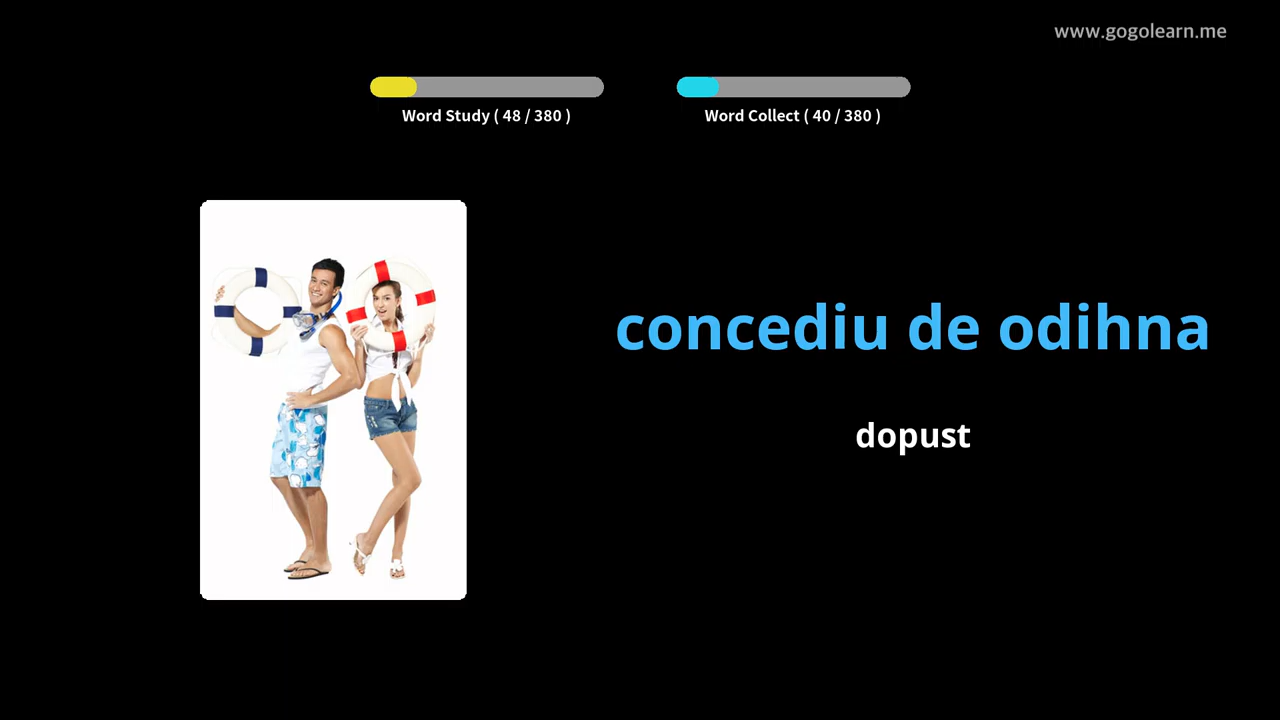 www.gogolearn.me
Word Study ( 48 / 380 )
Word Collect ( 40 / 380 )
concediu de odihna
dopust